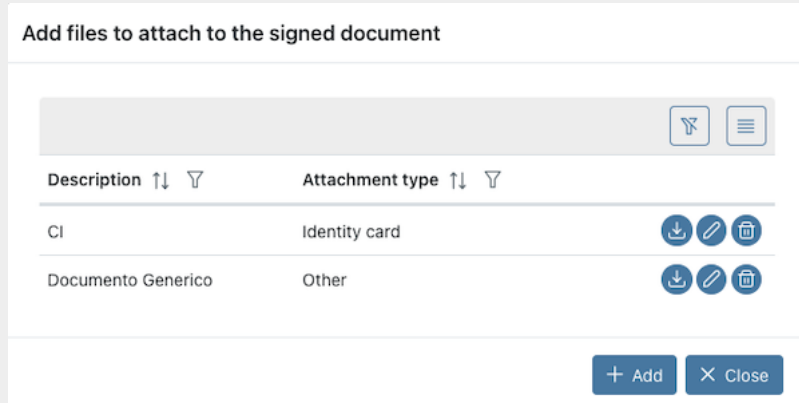 Add files to attach to the signed document
Description Attachment type
CI Identity card
Documento Generico Other
Add Close